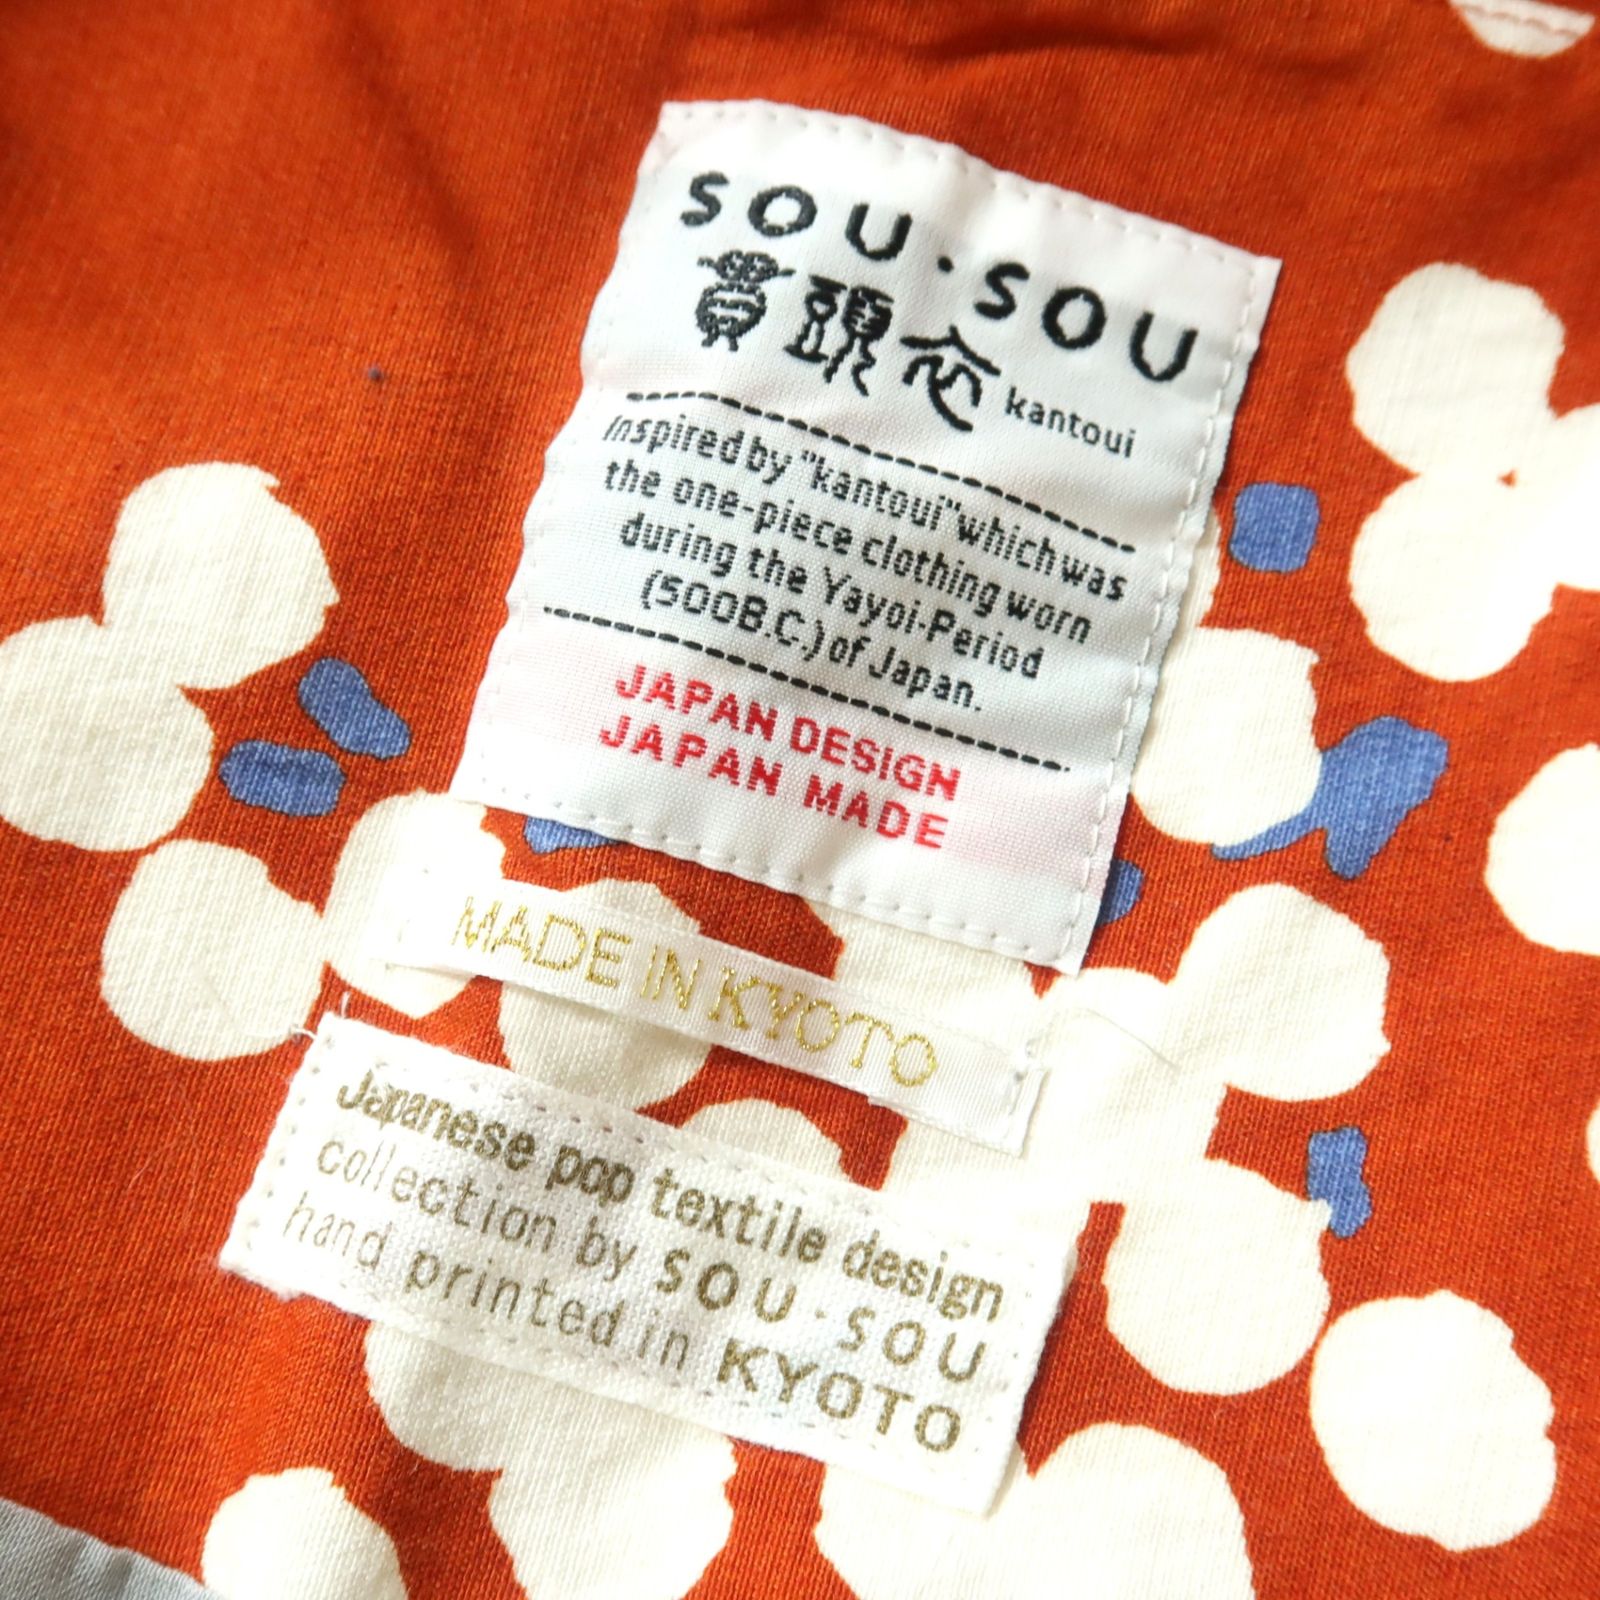 SOU・SOU
貫頭衣 kantoui
Inspired by "kantoui" which was
the one-piece clothing worn
during the Yayoi-Period
(500B.C.) of Japan.
JAPAN DESIGN
JAPAN MADE
MADE IN KYOTO
Japanese pop textile design
collection by SOU・SOU
hand printed in KYOTO